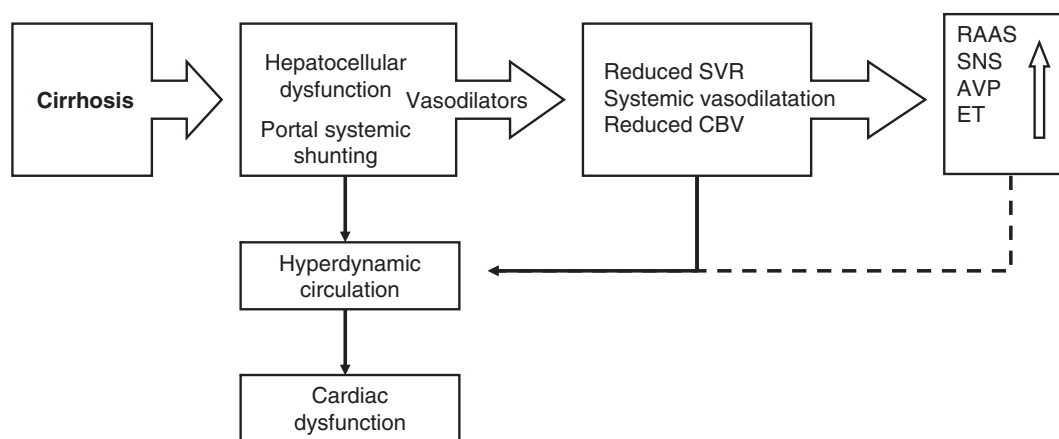 Cirrhosis
Hepatocellular
dysfunction
Vasodilators
Portal systemic
shunting
Reduced SVR
Systemic vasodilatation
Reduced CBV
RAAS
SNS
AVP
ET
Hyperdynamic
circulation
Cardiac
dysfunction